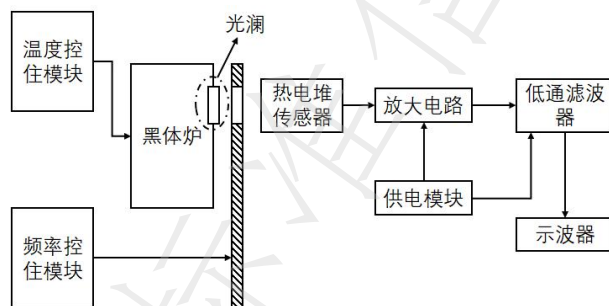 光澜
温度控
住模块
黑体炉
热电堆
传感器
放大电路
低通滤波
器
供电模块
频率控
住模块
示波器